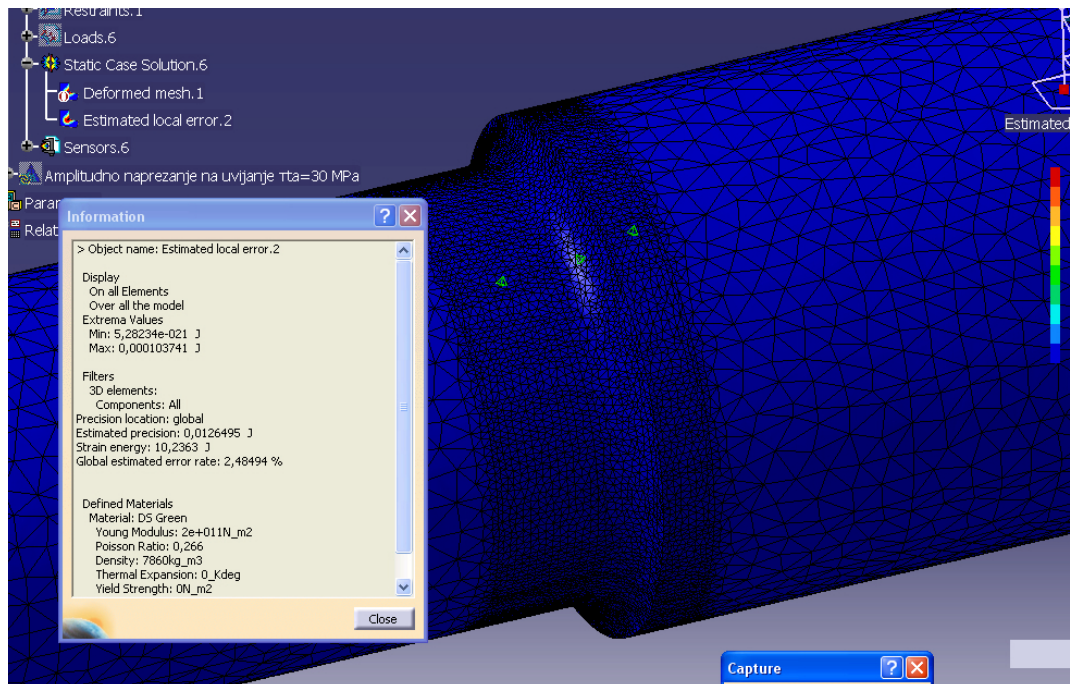 Restraints.1
Loads.6
Static Case Solution.6
Deformed mesh.1
Estimated local error.2
Sensors.6
Amplitudno naprezanje na uvijanje τta=30 MPa
Param
Relat
Estimated
Information
> Object name: Estimated local error.2
Display
On all Elements
Over all the model
Extrema Values
Min: 5,28234e-021 J
Max: 0,000103741 J
Filters
3D elements:
Components: All
Precision location: global
Estimated precision: 0,0126495 J
Strain energy: 10,2363 J
Global estimated error rate: 2,48494 %
Defined Materials
Material: DS Green
Young Modulus: 2e+011N_m2
Poisson Ratio: 0,266
Density: 7860kg_m3
Thermal Expansion: 0_Kdeg
Yield Strength: 0N_m2
Close
Capture